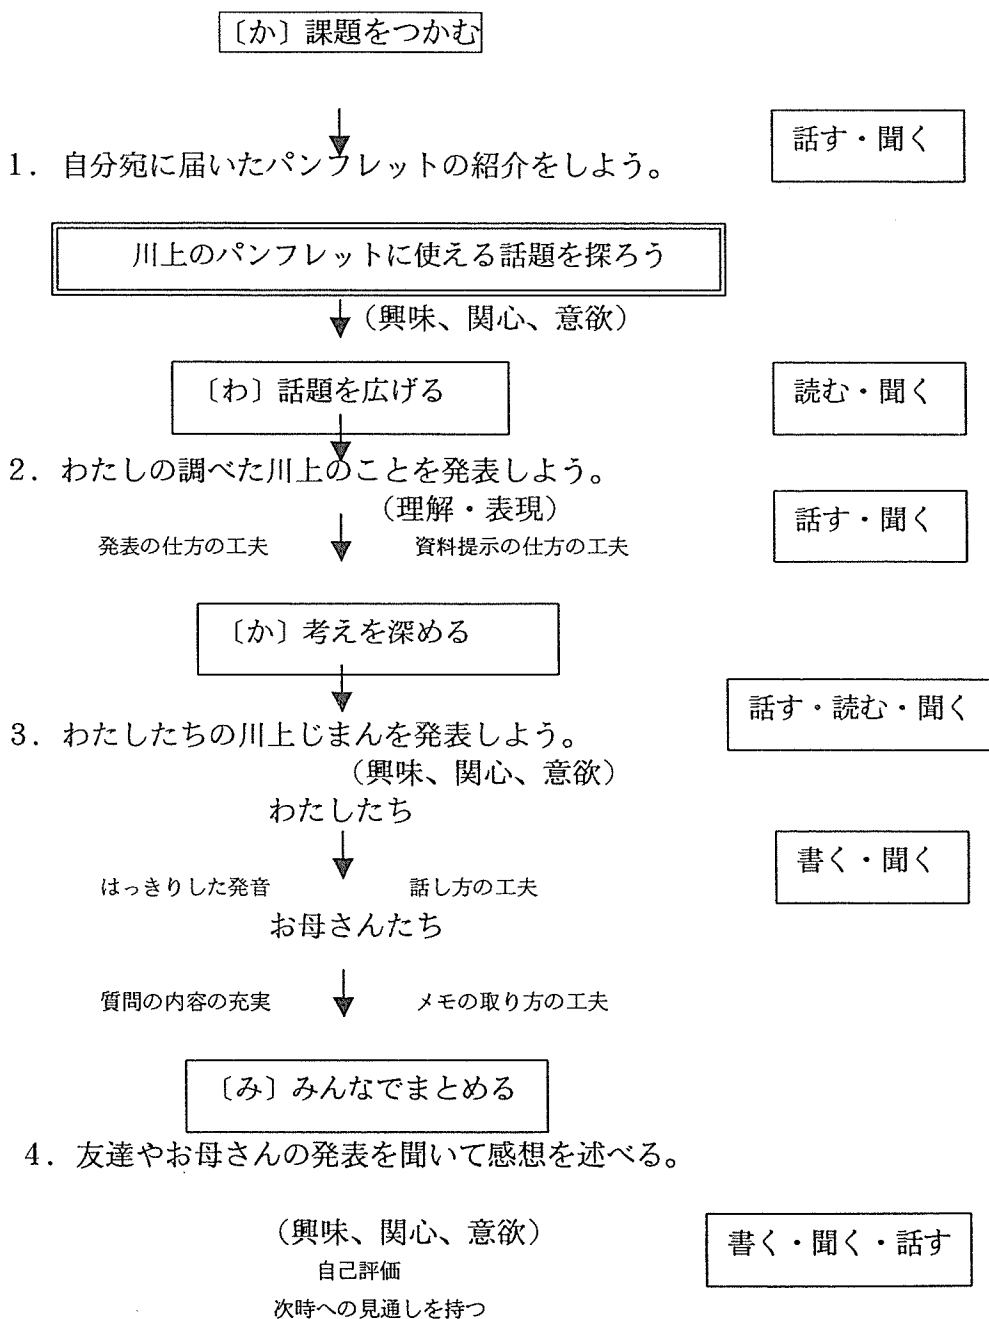 〔か〕課題をつかむ
話す・聞く
1．自分宛に届いたパンフレットの紹介をしよう。
川上のパンフレットに使える話題を探ろう
（興味、関心、意欲）
〔わ〕話題を広げる
読む・聞く
2．わたしの調べた川上のことを発表しよう。
（理解・表現）
話す・聞く
発表の仕方の工夫
資料提示の仕方の工夫
〔か〕考えを深める
話す・読む・聞く
3．わたしたちの川上じまんを発表しよう。
（興味、関心、意欲）
わたしたち
書く・聞く
はっきりした発音
話し方の工夫
お母さんたち
質問の内容の充実
メモの取り方の工夫
〔み〕みんなでまとめる
4．友達やお母さんの発表を聞いて感想を述べる。
（興味、関心、意欲）
書く・聞く・話す
自己評価
次時への見通しを持つ